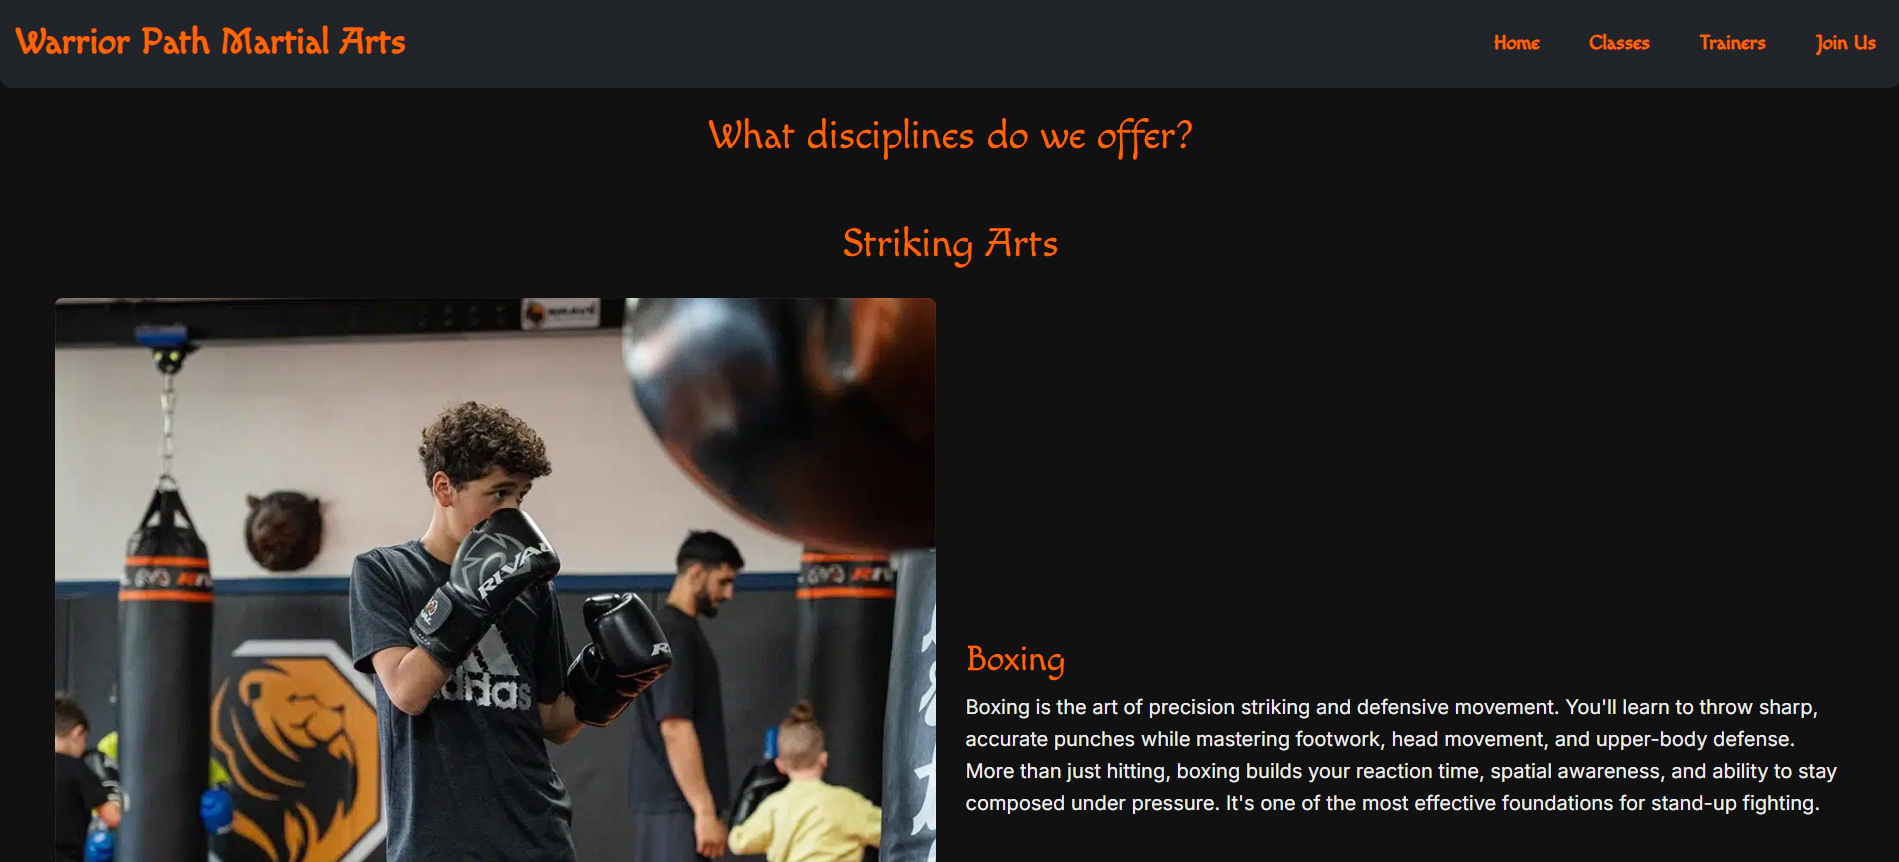 Warrior Path Martial Arts
Home
Classes
Trainers
Join Us
What disciplines do we offer?
Striking Arts
RIVAL
adidas
Boxing
Boxing is the art of precision striking and defensive movement. You'll learn to throw sharp,
accurate punches while mastering footwork, head movement, and upper-body defense.
More than just hitting, boxing builds your reaction time, spatial awareness, and ability to stay
composed under pressure. It's one of the most effective foundations for stand-up fighting.